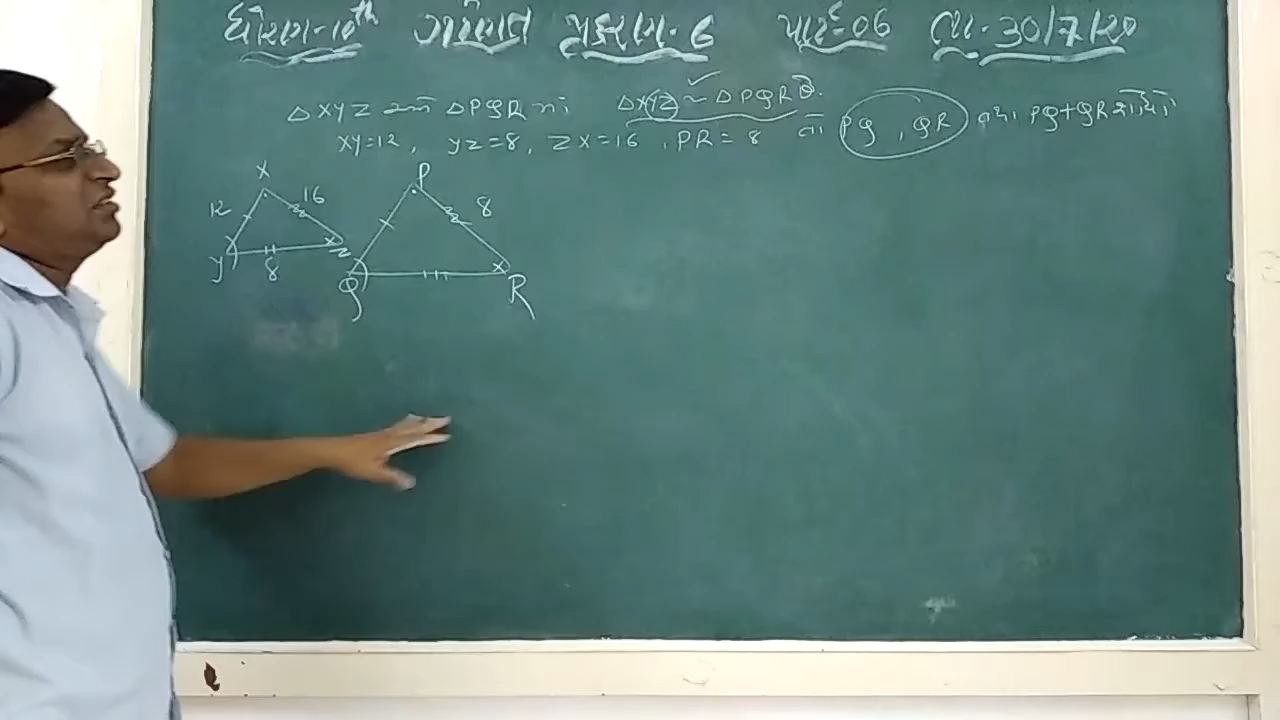 ધોરણ-10th ગણિત પ્રકરણ-6 પાર્ટ-06 તા-30/7/20
△XYZ અને △PQRમાં △XYZ ~ △PQR છે.
XY=12, YZ=8, ZX=16, PR=8 તો PQ, QR તથા PQ+QR શોધો
X
P
12
16
8
Y
8
Z
Q
R